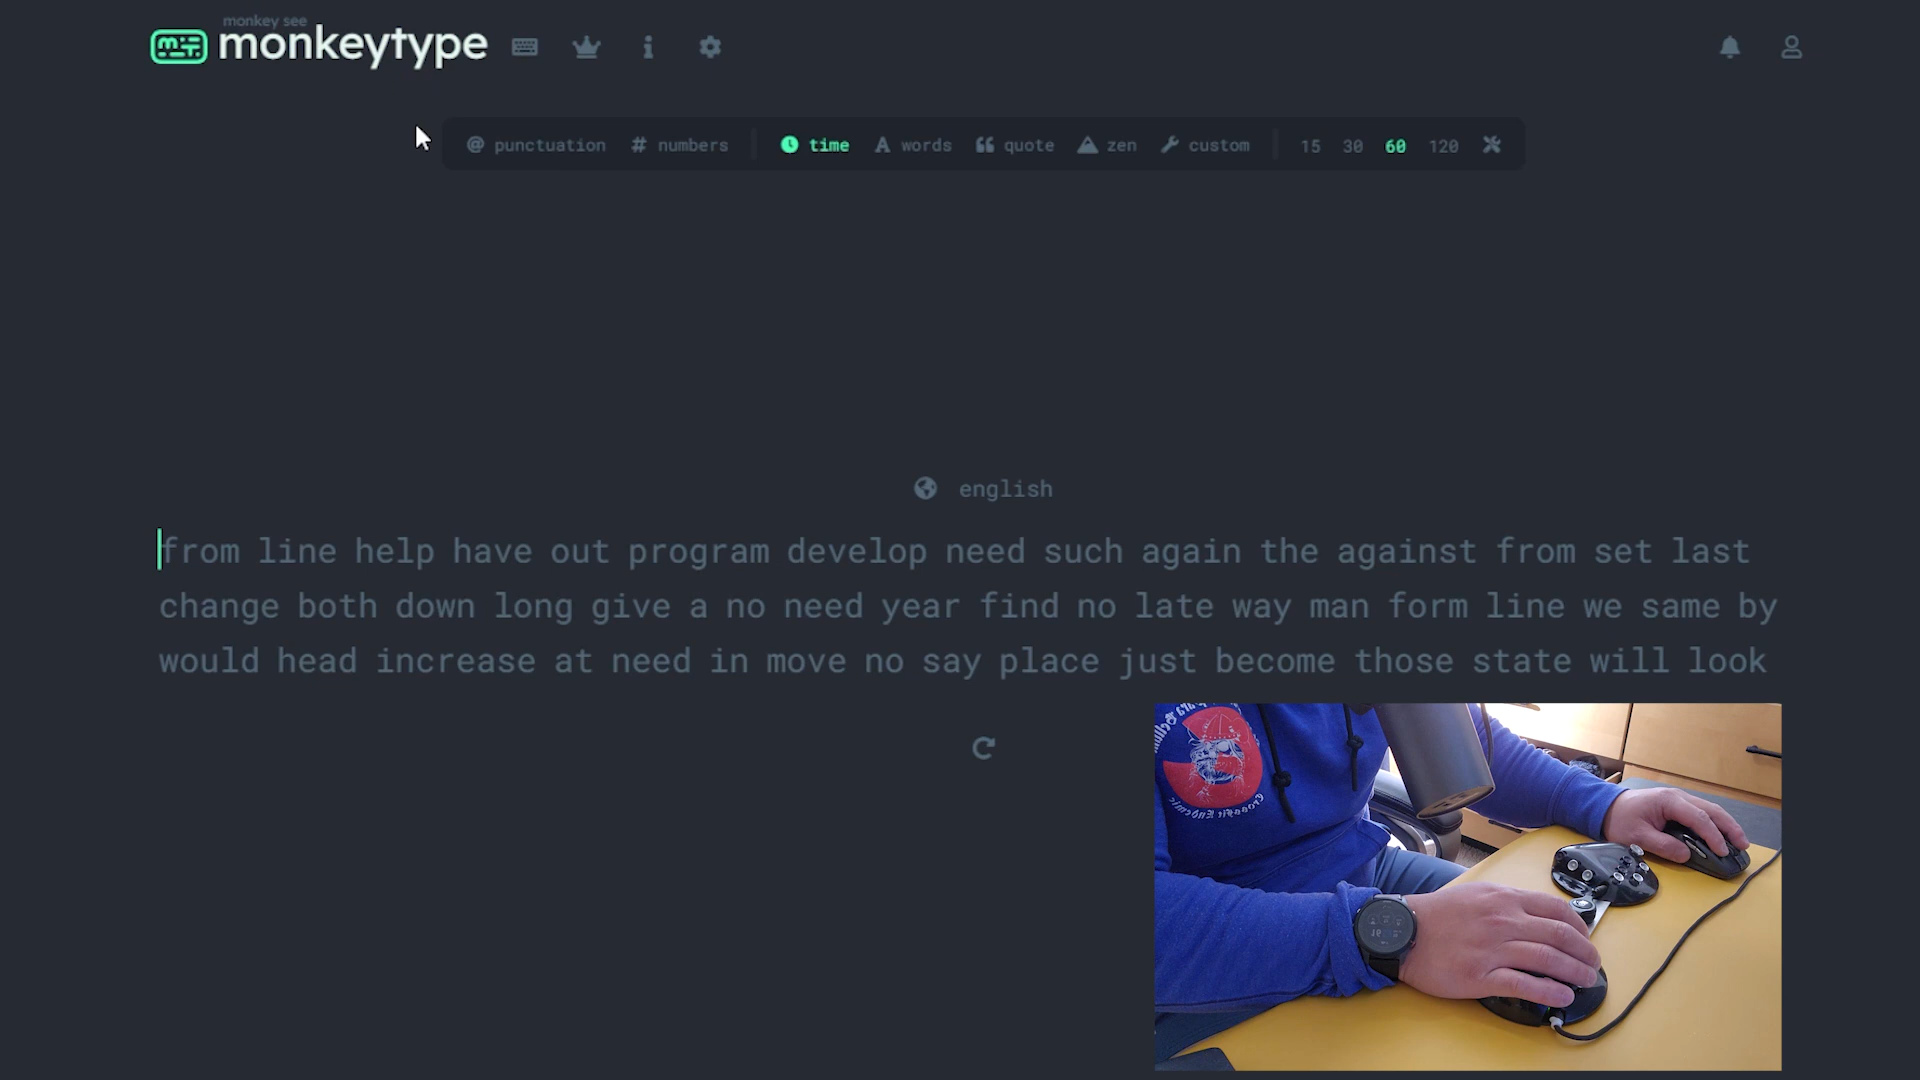 monkey see
monkeytype
@ punctuation # numbers time A words quote zen custom 15 30 60 120
english
from line help have out program develop need such again the against from set last
change both down long give a no need year find no late way man form line we same by
would head increase at need in move no say place just become those state will look